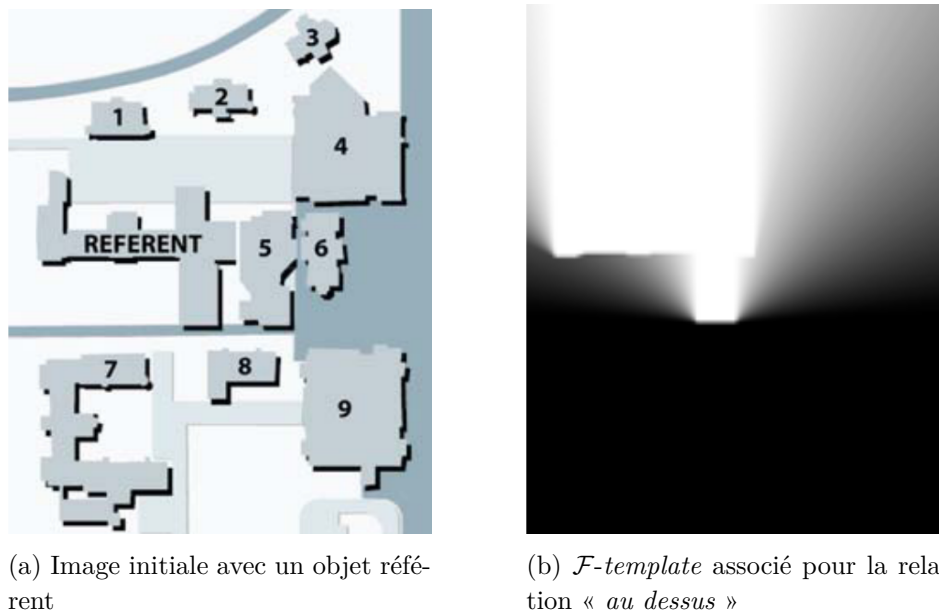 3
2
1
4
REFERENT
5
6
7
8
9
(a) Image initiale avec un objet réfé-
rent
(b) F-template associé pour la rela-
tion « au dessus »